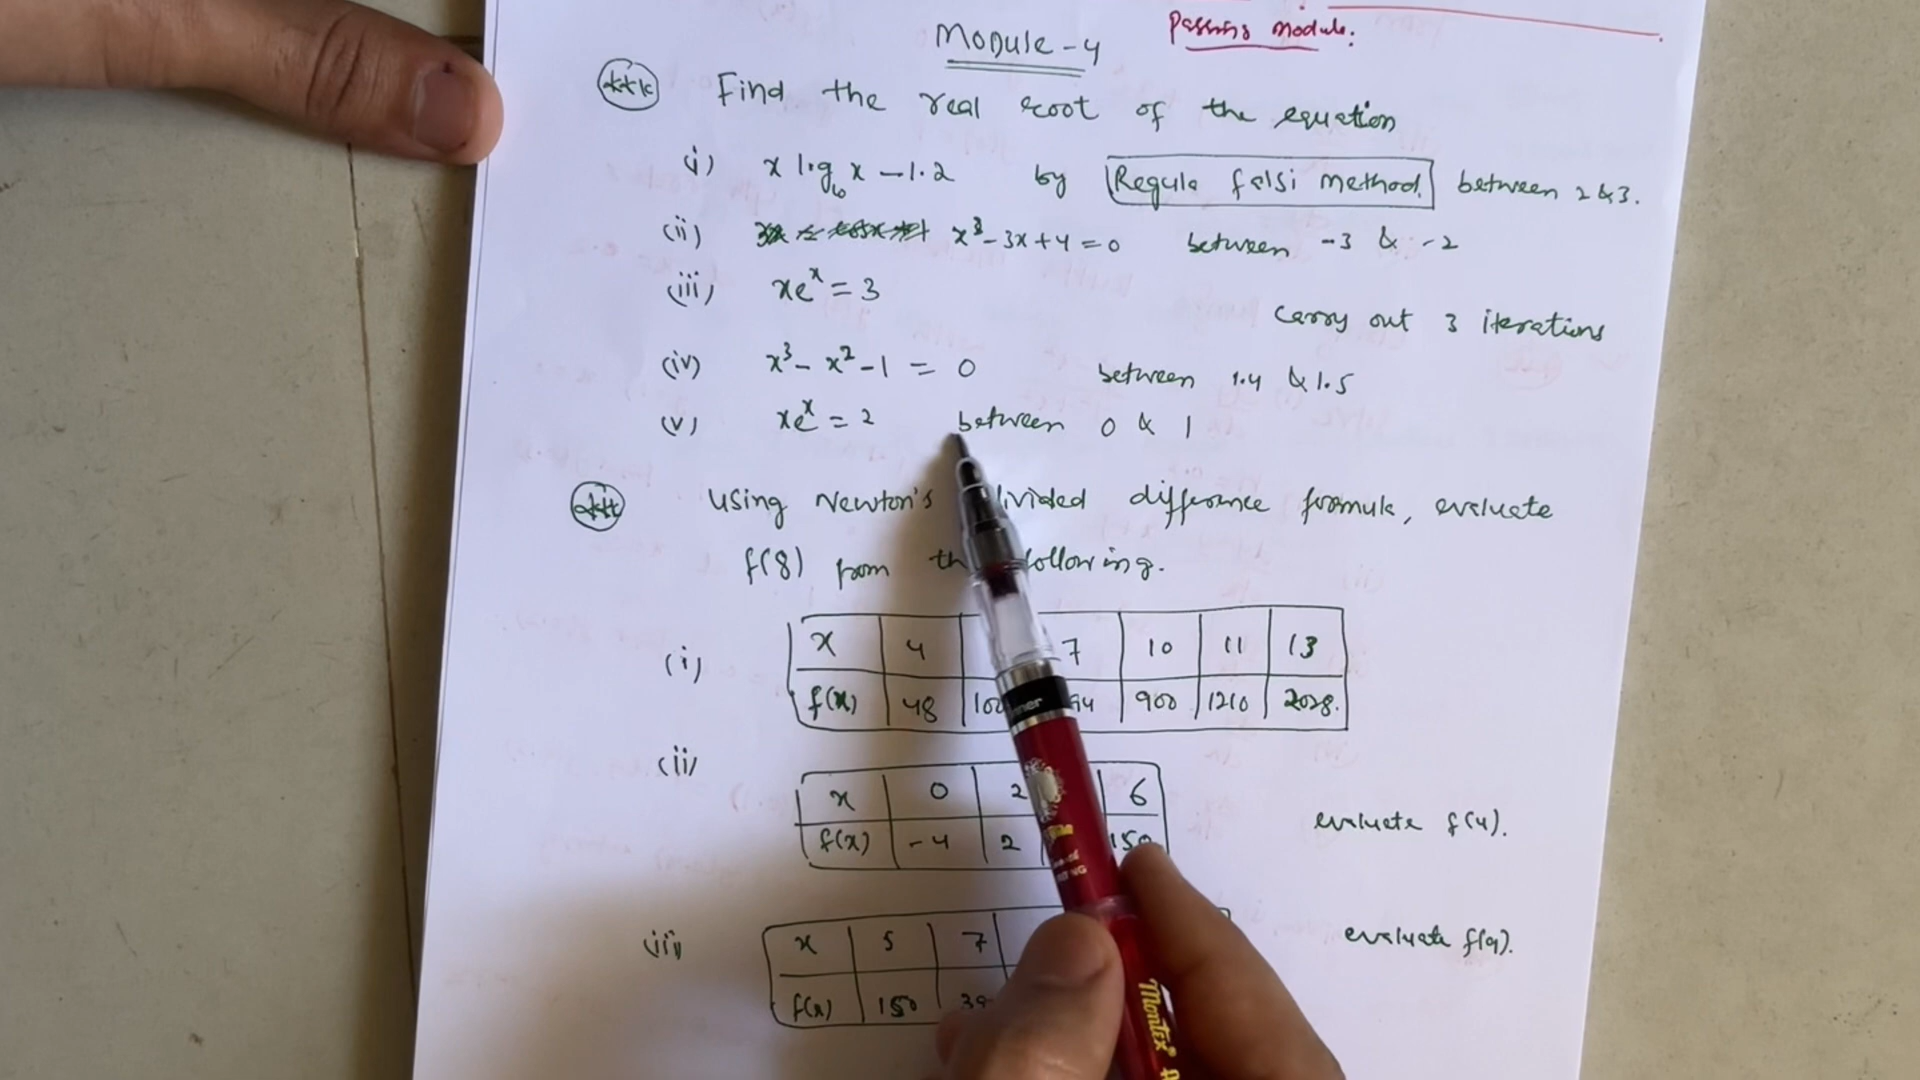 Passing module.
Module - 4
*** Find the real root of the equation
(i) x log₁₀ x - 1.2 by Regula falsi method between 2 & 3.
(ii) x³ - 3x + 4 = 0 between -3 & -2
(iii) xeˣ = 3
carry out 3 iterations
(iv) x³ - x² - 1 = 0 between 1.4 & 1.5
(v) xeˣ = 2 between 0 & 1
*** Using Newton's difference formula, evaluate
f(8) from following.
(i)
x 4 7 10 11 13
f(x) 48 900 1210 2028.
(ii)
x 0 2 6
f(x) -4 2 150
evaluate f(4).
(iii)
x 5 7
f(x) 150
evaluate f(9).
Montex